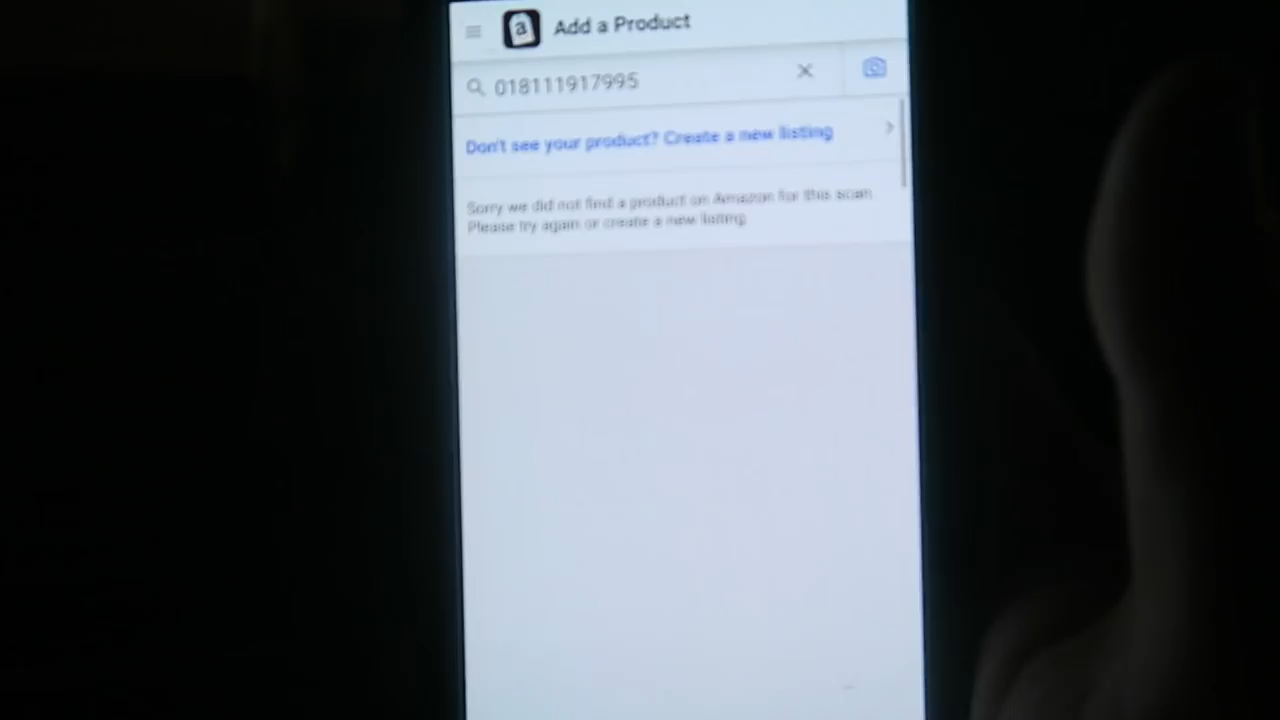 a Add a Product
018111917995
Don't see your product? Create a new listing
Sorry we did not find a product on Amazon for this scan
Please try again or create a new listing